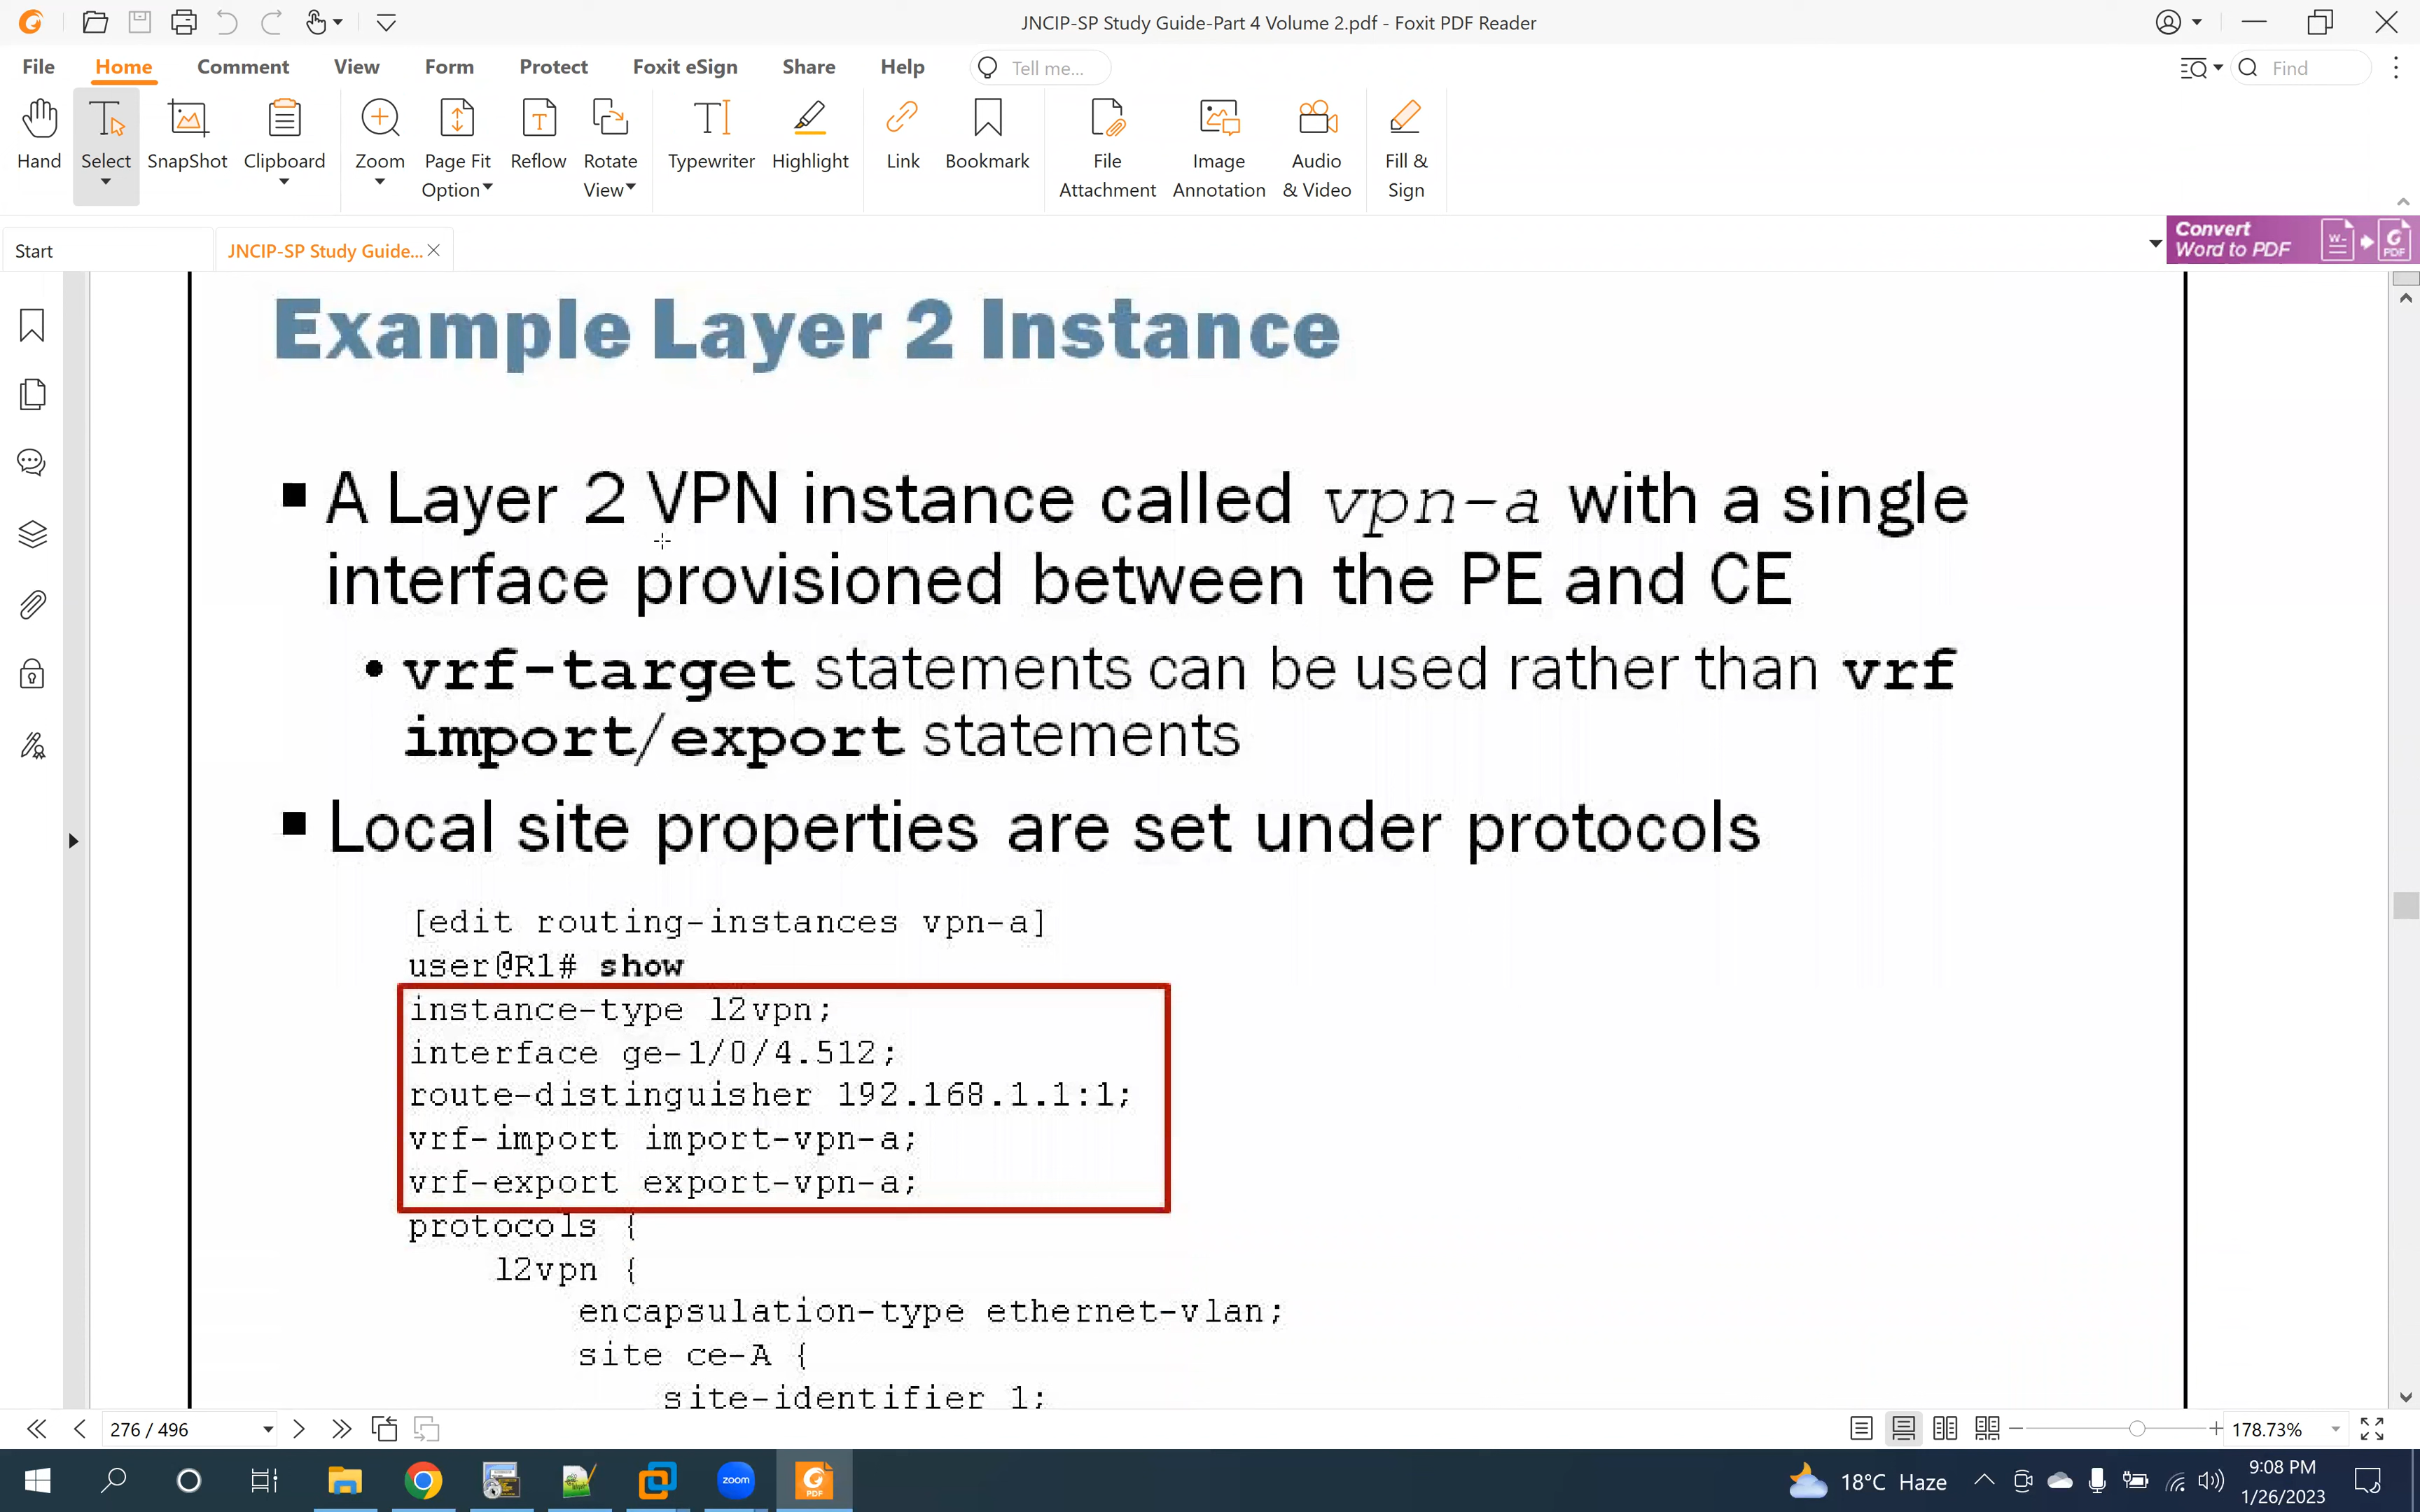 JNCIP-SP Study Guide-Part 4 Volume 2.pdf - Foxit PDF Reader
File Home Comment View Form Protect Foxit eSign Share Help Tell me... Find
Hand Select SnapShot Clipboard Zoom Page Fit Option Reflow Rotate View Typewriter Highlight Link Bookmark File Attachment Image Annotation Audio & Video Fill & Sign
Start JNCIP-SP Study Guide...
Convert
Word to PDF
Example Layer 2 Instance
■ A Layer 2 VPN instance called vpn-a with a single
interface provisioned between the PE and CE
• vrf-target statements can be used rather than vrf
import/export statements
■ Local site properties are set under protocols
[edit routing-instances vpn-a]
user@R1# show
instance-type l2vpn;
interface ge-1/0/4.512;
route-distinguisher 192.168.1.1:1;
vrf-import import-vpn-a;
vrf-export export-vpn-a;
protocols {
l2vpn {
encapsulation-type ethernet-vlan;
site ce-A {
site-identifier 1;
276 / 496
178.73%
zoom
PDF
18°C Haze
9:08 PM
1/26/2023